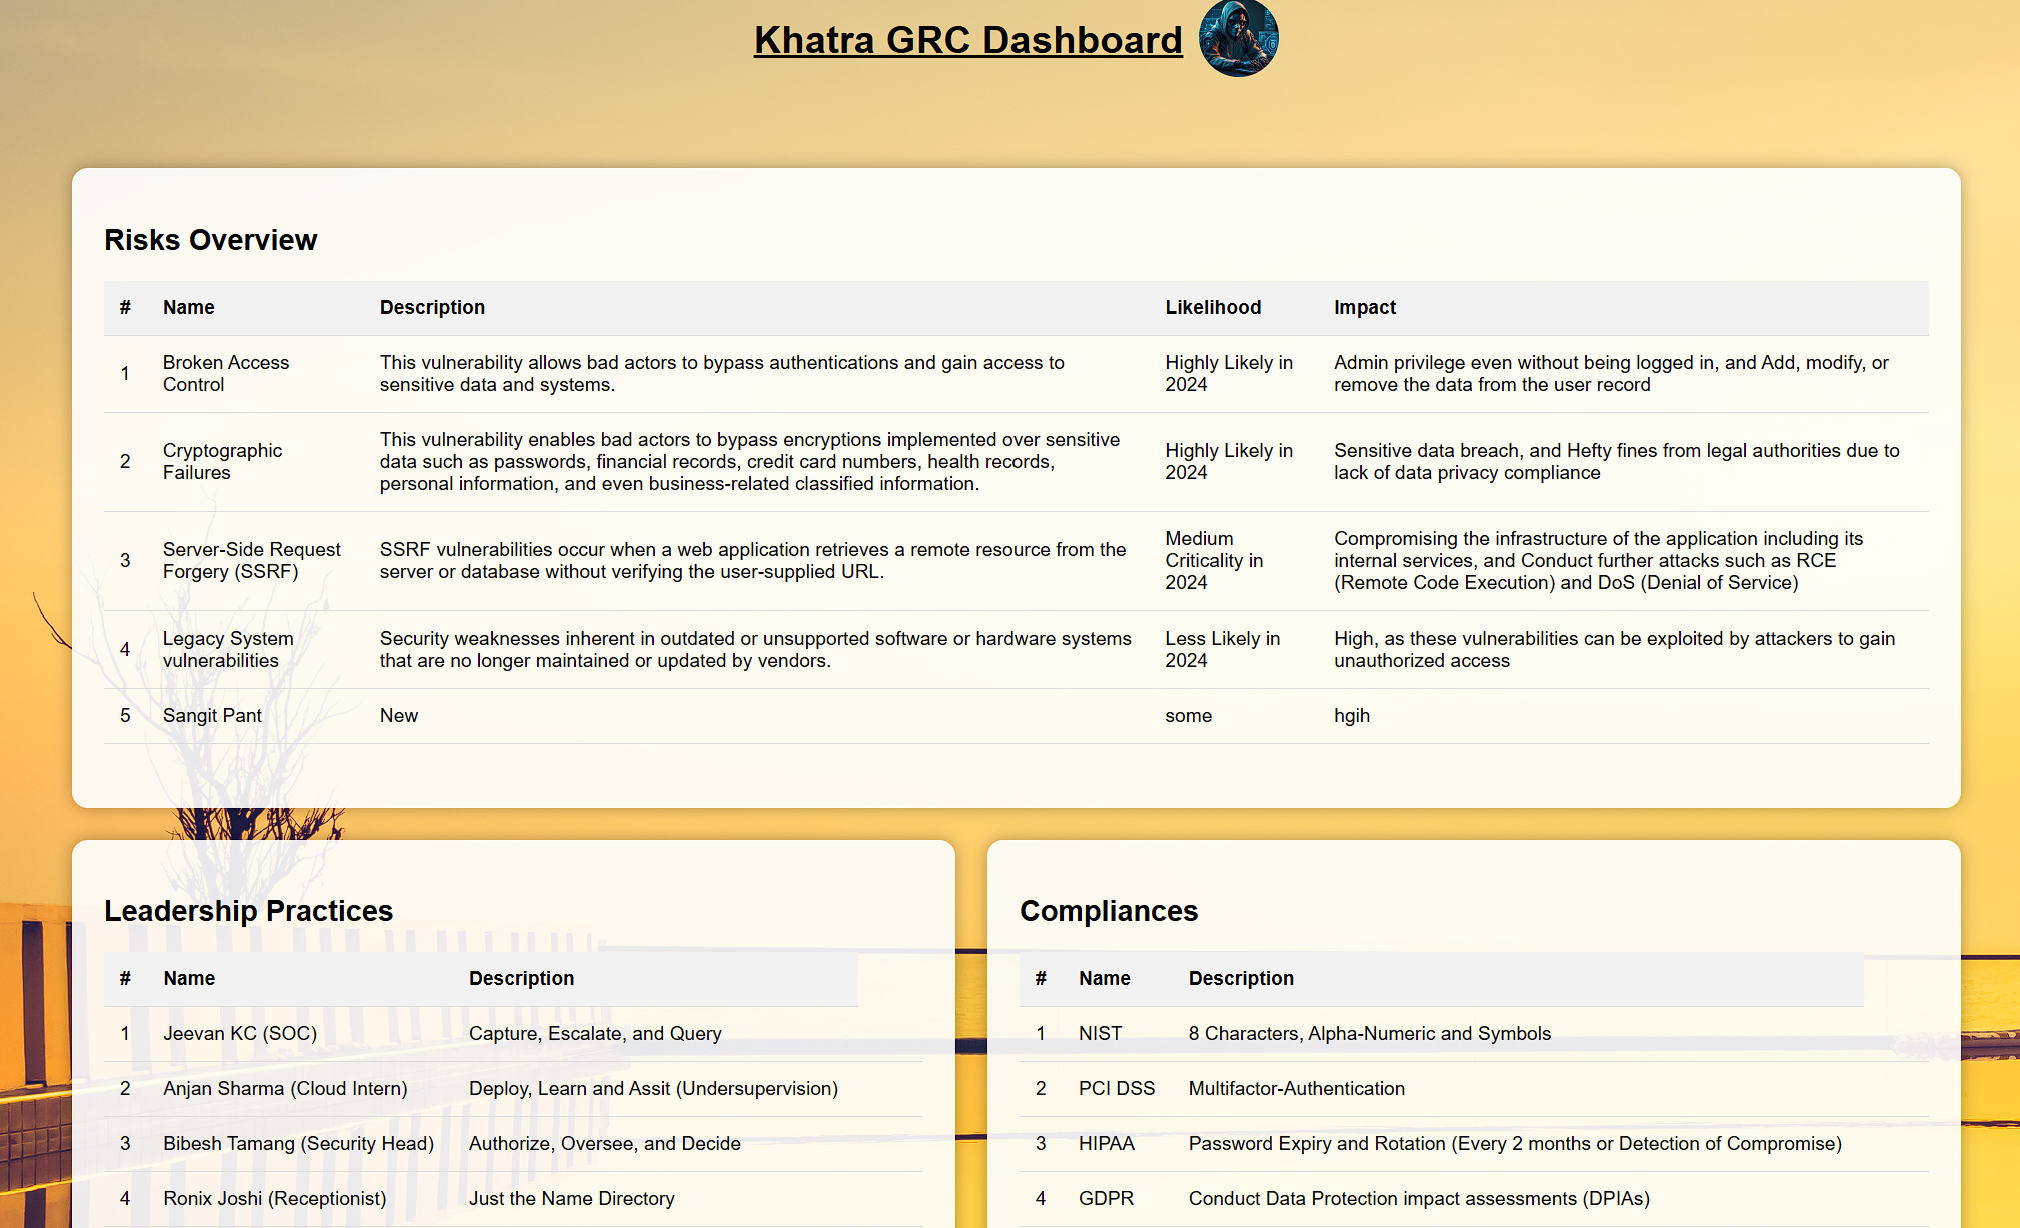 Khatra GRC Dashboard
Risks Overview
# Name Description Likelihood Impact
1 Broken Access Control This vulnerability allows bad actors to bypass authentications and gain access to sensitive data and systems. Highly Likely in 2024 Admin privilege even without being logged in, and Add, modify, or remove the data from the user record
2 Cryptographic Failures This vulnerability enables bad actors to bypass encryptions implemented over sensitive data such as passwords, financial records, credit card numbers, health records, personal information, and even business-related classified information. Highly Likely in 2024 Sensitive data breach, and Hefty fines from legal authorities due to lack of data privacy compliance
3 Server-Side Request Forgery (SSRF) SSRF vulnerabilities occur when a web application retrieves a remote resource from the server or database without verifying the user-supplied URL. Medium Criticality in 2024 Compromising the infrastructure of the application including its internal services, and Conduct further attacks such as RCE (Remote Code Execution) and DoS (Denial of Service)
4 Legacy System vulnerabilities Security weaknesses inherent in outdated or unsupported software or hardware systems that are no longer maintained or updated by vendors. Less Likely in 2024 High, as these vulnerabilities can be exploited by attackers to gain unauthorized access
5 Sangit Pant New some hgih
Leadership Practices
# Name Description
1 Jeevan KC (SOC) Capture, Escalate, and Query
2 Anjan Sharma (Cloud Intern) Deploy, Learn and Assit (Undersupervision)
3 Bibesh Tamang (Security Head) Authorize, Oversee, and Decide
4 Ronix Joshi (Receptionist) Just the Name Directory
Compliances
# Name Description
1 NIST 8 Characters, Alpha-Numeric and Symbols
2 PCI DSS Multifactor-Authentication
3 HIPAA Password Expiry and Rotation (Every 2 months or Detection of Compromise)
4 GDPR Conduct Data Protection impact assessments (DPIAs)